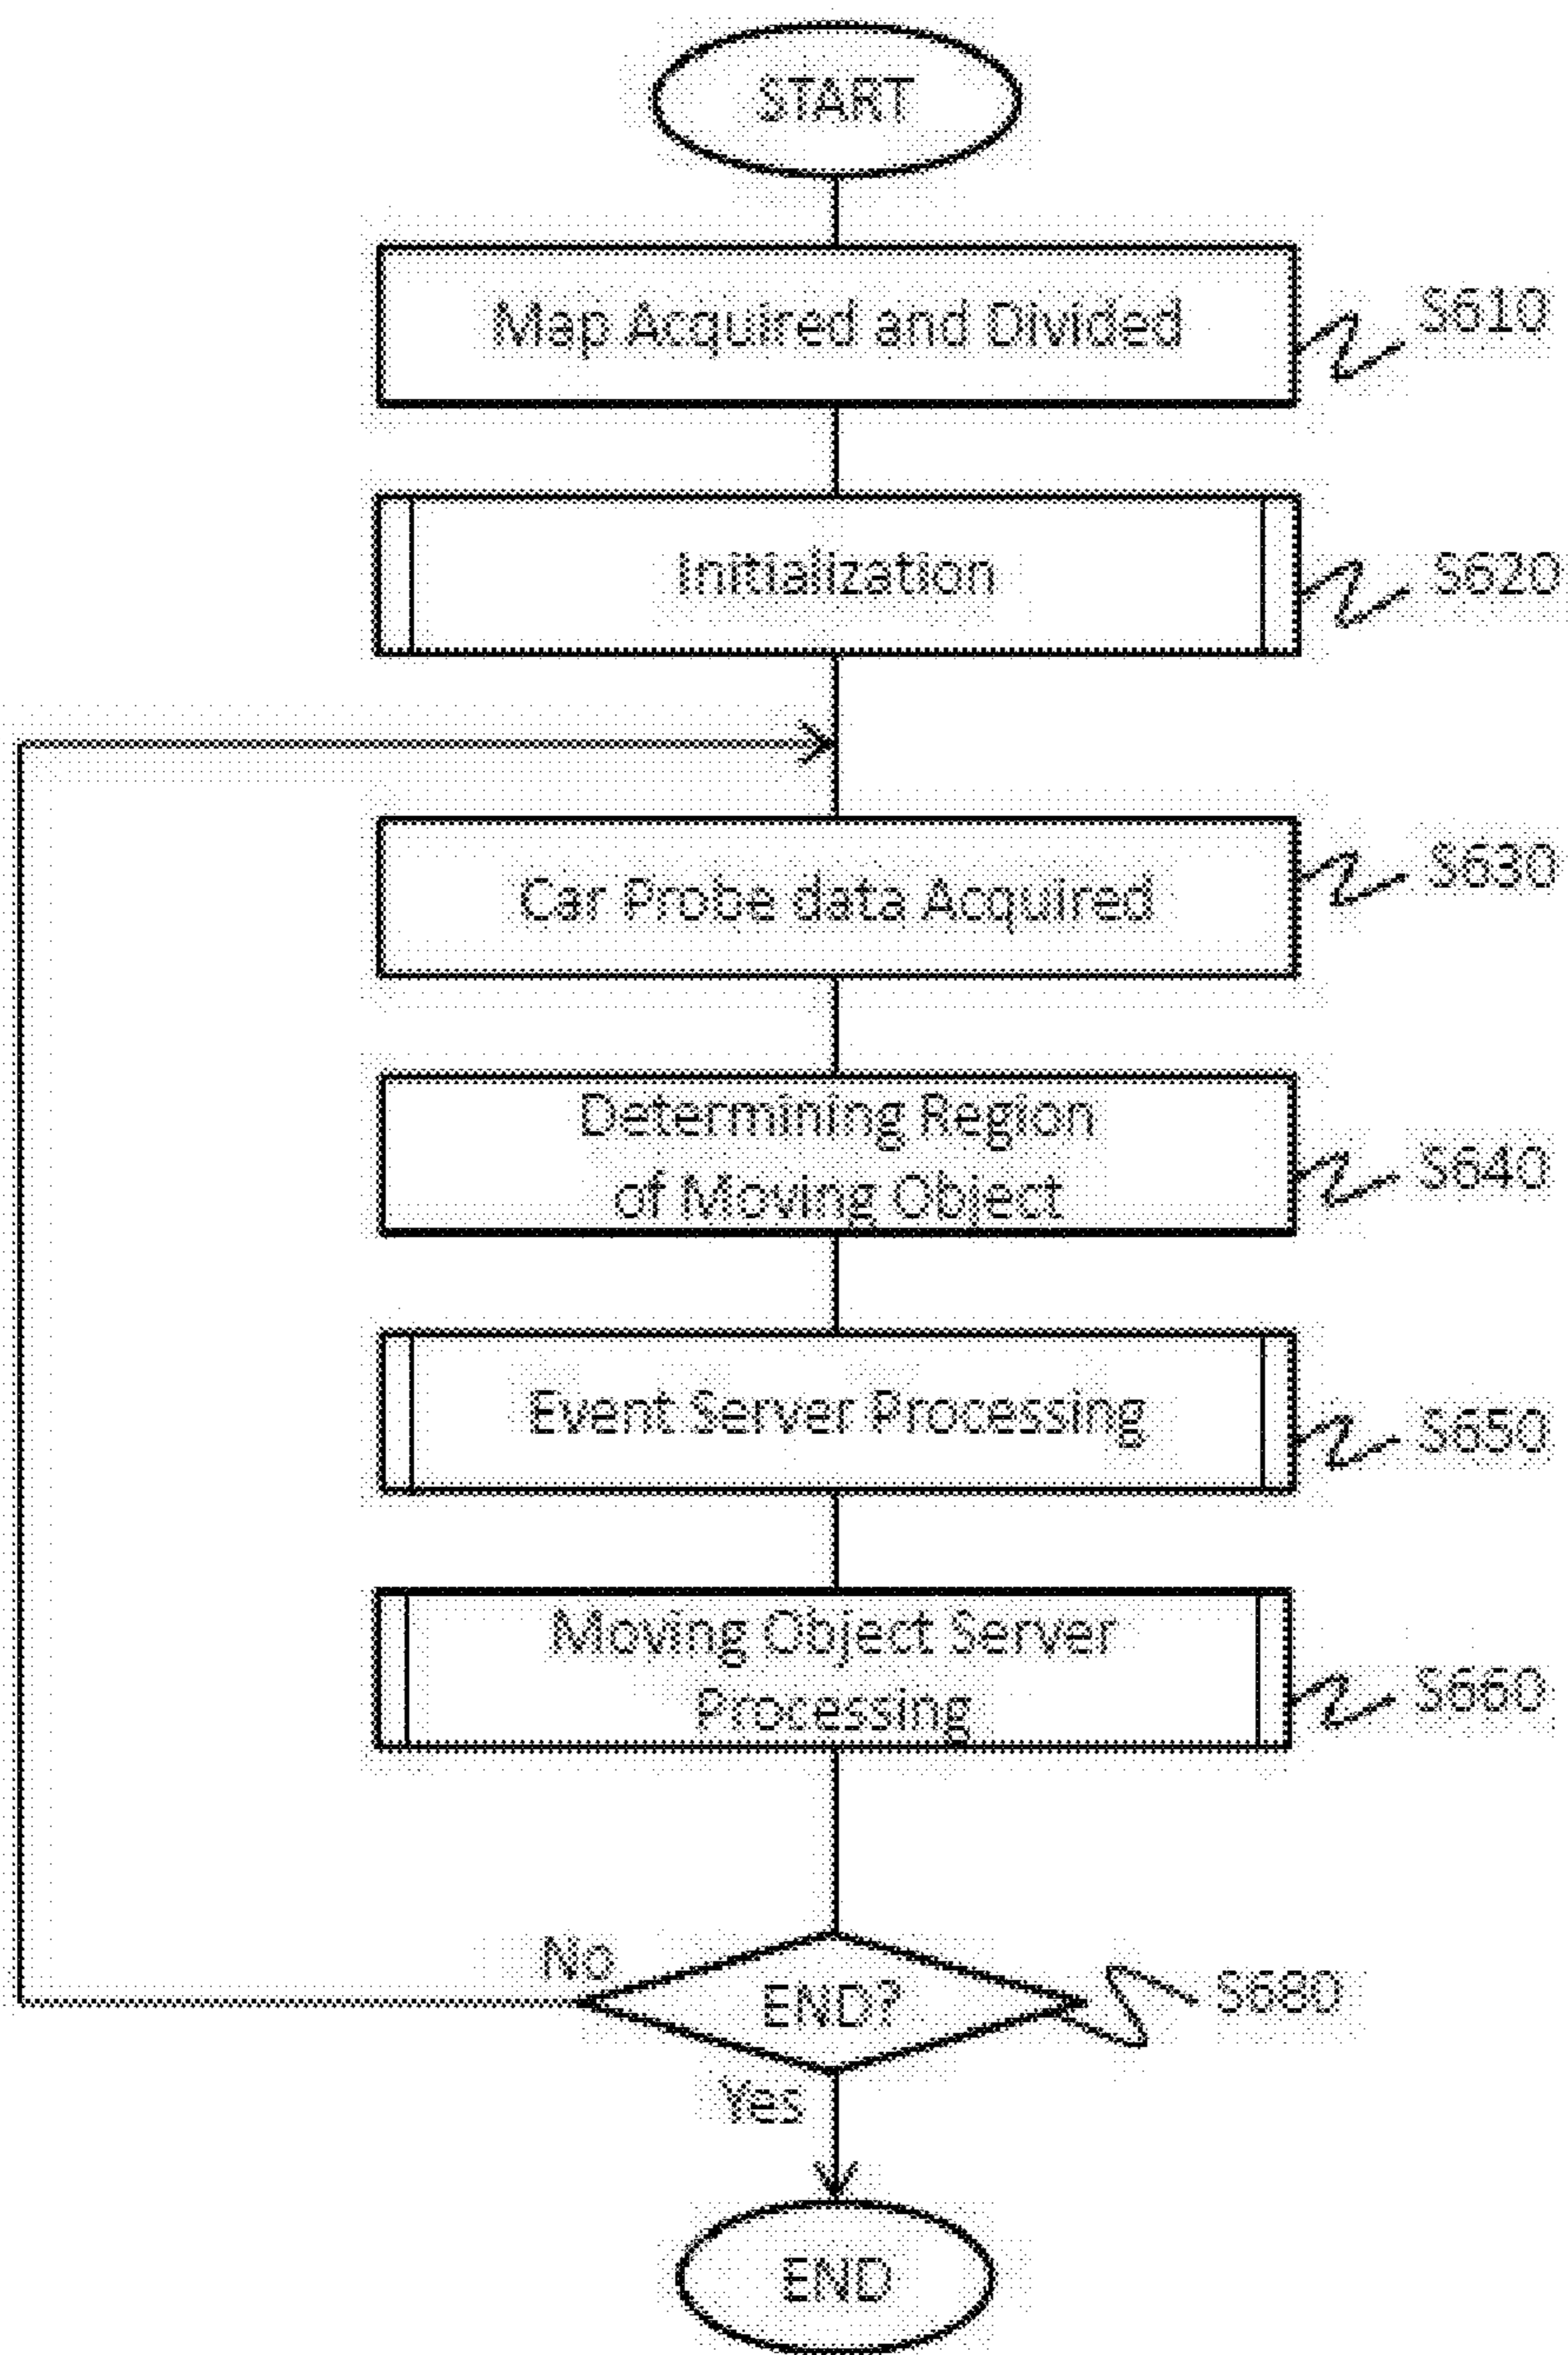 START
Map Acquired and Divided
S610
Initialization
S620
Car Probe data Acquired
S630
Determining Region
of Moving Object
S640
Event Server Processing
S650
Moving Object Server
Processing
S660
No
END?
S680
Yes
END